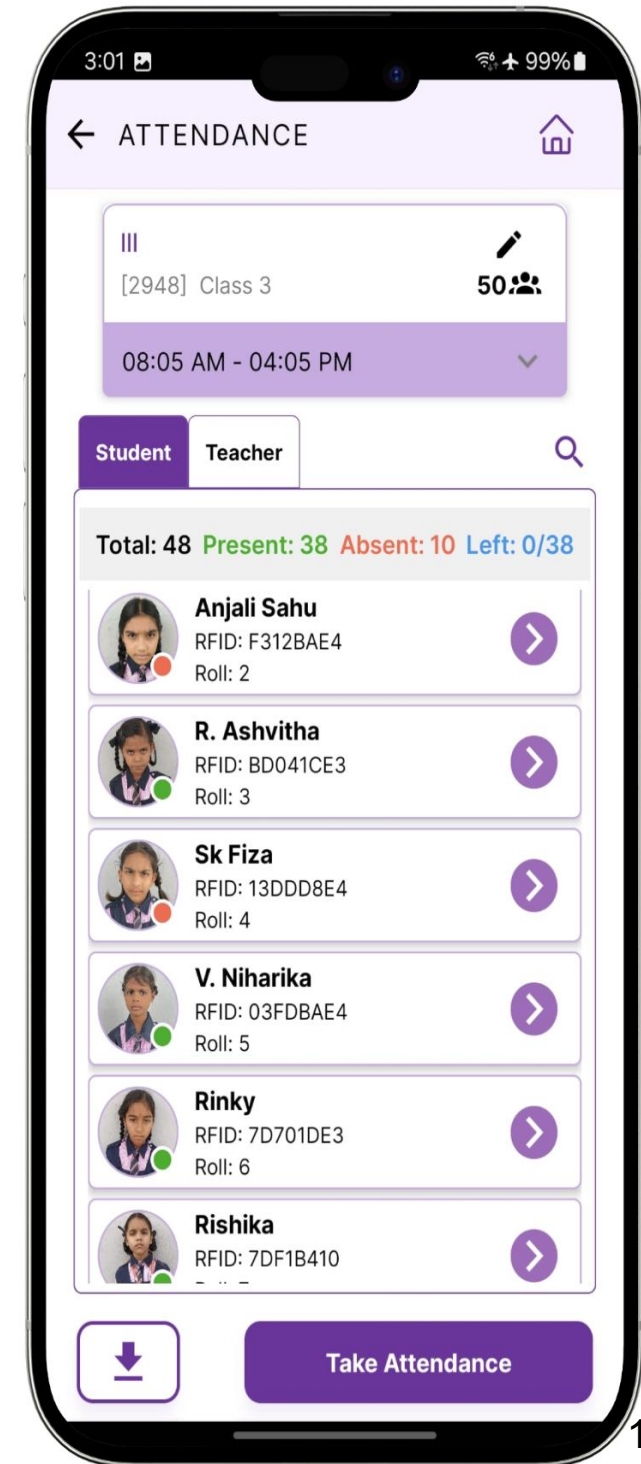 3:01 99%
ATTENDANCE
III
[2948] Class 3
50
08:05 AM - 04:05 PM
Student Teacher
Total: 48 Present: 38 Absent: 10 Left: 0/38
Anjali Sahu
RFID: F312BAE4
Roll: 2
R. Ashvitha
RFID: BD041CE3
Roll: 3
Sk Fiza
RFID: 13DDD8E4
Roll: 4
V. Niharika
RFID: 03FDBAE4
Roll: 5
Rinky
RFID: 7D701DE3
Roll: 6
Rishika
RFID: 7DF1B410
Take Attendance
1